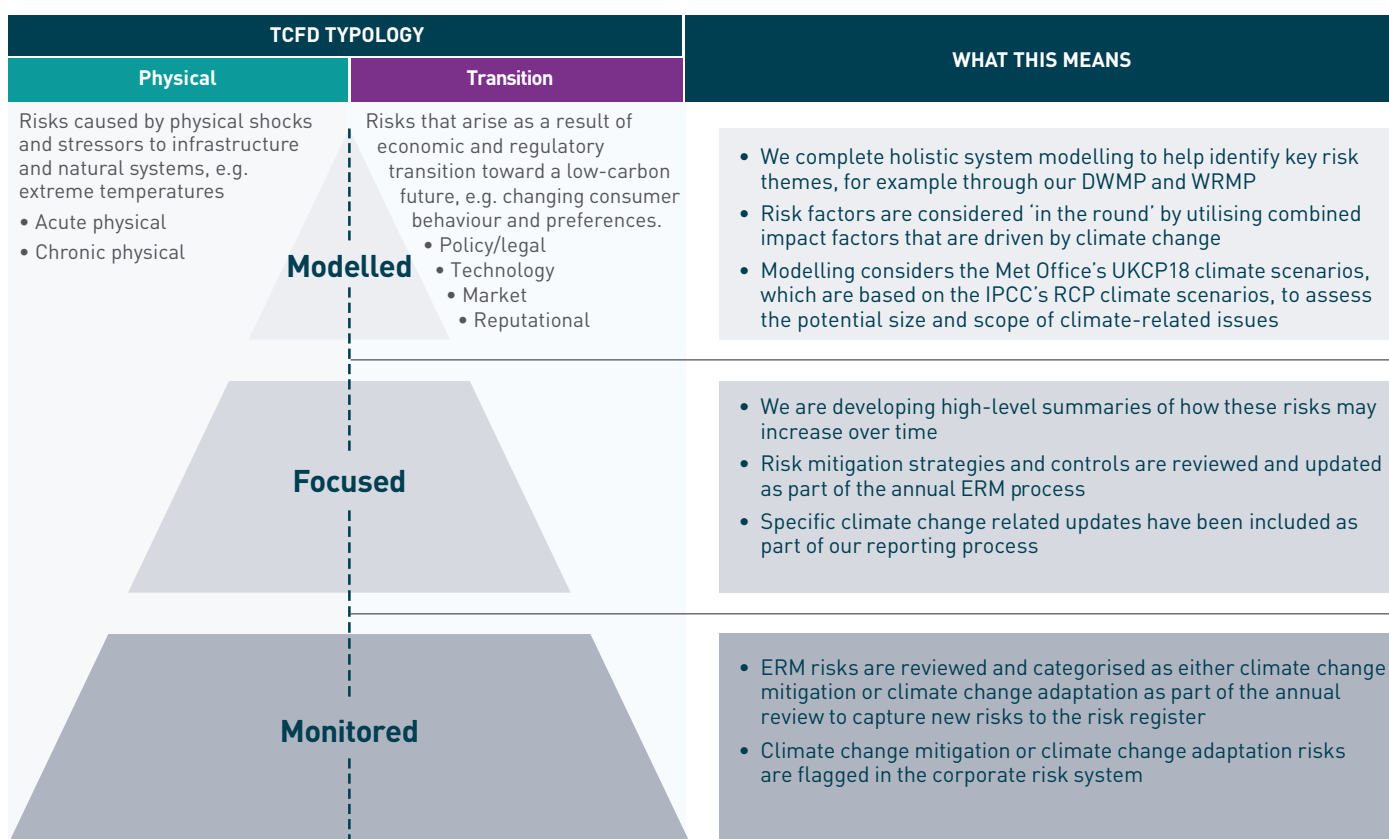 TCFD TYPOLOGY
WHAT THIS MEANS
Physical
Transition
Risks caused by physical shocks
and stressors to infrastructure
and natural systems, e.g.
extreme temperatures
• Acute physical
• Chronic physical
Risks that arise as a result of
economic and regulatory
transition toward a low-carbon
future, e.g. changing consumer
behaviour and preferences.
• Policy/legal
• Technology
• Market
• Reputational
Modelled
• We complete holistic system modelling to help identify key risk
themes, for example through our DWMP and WRMP
• Risk factors are considered ‘in the round’ by utilising combined
impact factors that are driven by climate change
• Modelling considers the Met Office’s UKCP18 climate scenarios,
which are based on the IPCC’s RCP climate scenarios, to assess
the potential size and scope of climate-related issues
Focused
• We are developing high-level summaries of how these risks may
increase over time
• Risk mitigation strategies and controls are reviewed and updated
as part of the annual ERM process
• Specific climate change related updates have been included as
part of our reporting process
Monitored
• ERM risks are reviewed and categorised as either climate change
mitigation or climate change adaptation as part of the annual
review to capture new risks to the risk register
• Climate change mitigation or climate change adaptation risks
are flagged in the corporate risk system